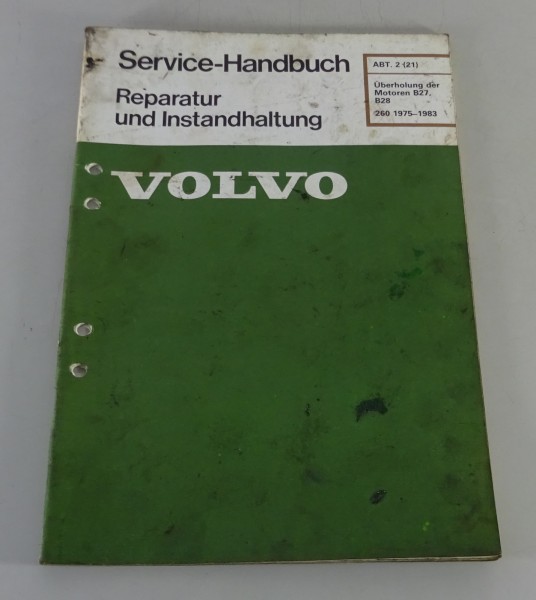 Service-Handbuch
Reparatur
und Instandhaltung
ABT. 2 (21)
Überholung der
Motoren B27,
B28
260 1975–1983
VOLVO